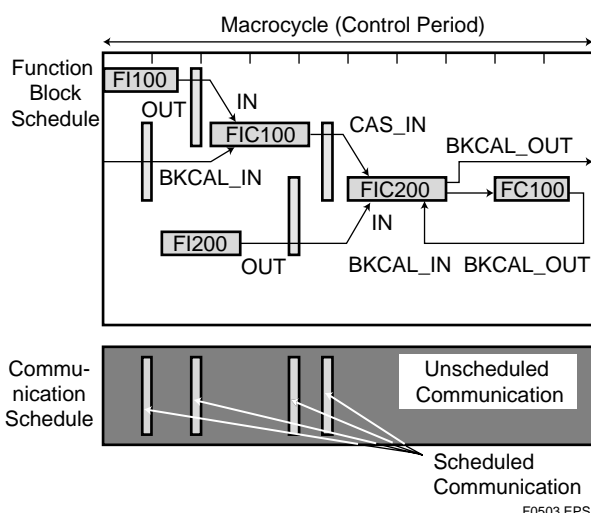 Macrocycle (Control Period)
Function
Block
Schedule
FI100
OUT
IN
FIC100
CAS_IN
BKCAL_IN
BKCAL_OUT
FIC200
FC100
IN
FI200
OUT
BKCAL_IN
BKCAL_OUT
Commu-
nication
Schedule
Unscheduled
Communication
Scheduled
Communication
F0503.EPS